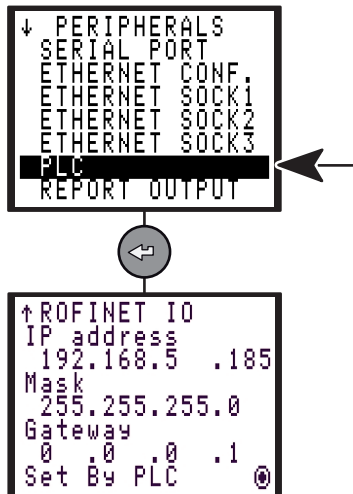 ↓ PERIPHERALS
SERIAL PORT
ETHERNET CONF.
ETHERNET SOCK1
ETHERNET SOCK2
ETHERNET SOCK3
PLC
REPORT OUTPUT
↑ROFINET IO
IP address
192.168.5 .185
Mask
255.255.255.0
Gateway
0 .0 .0 .1
Set By PLC